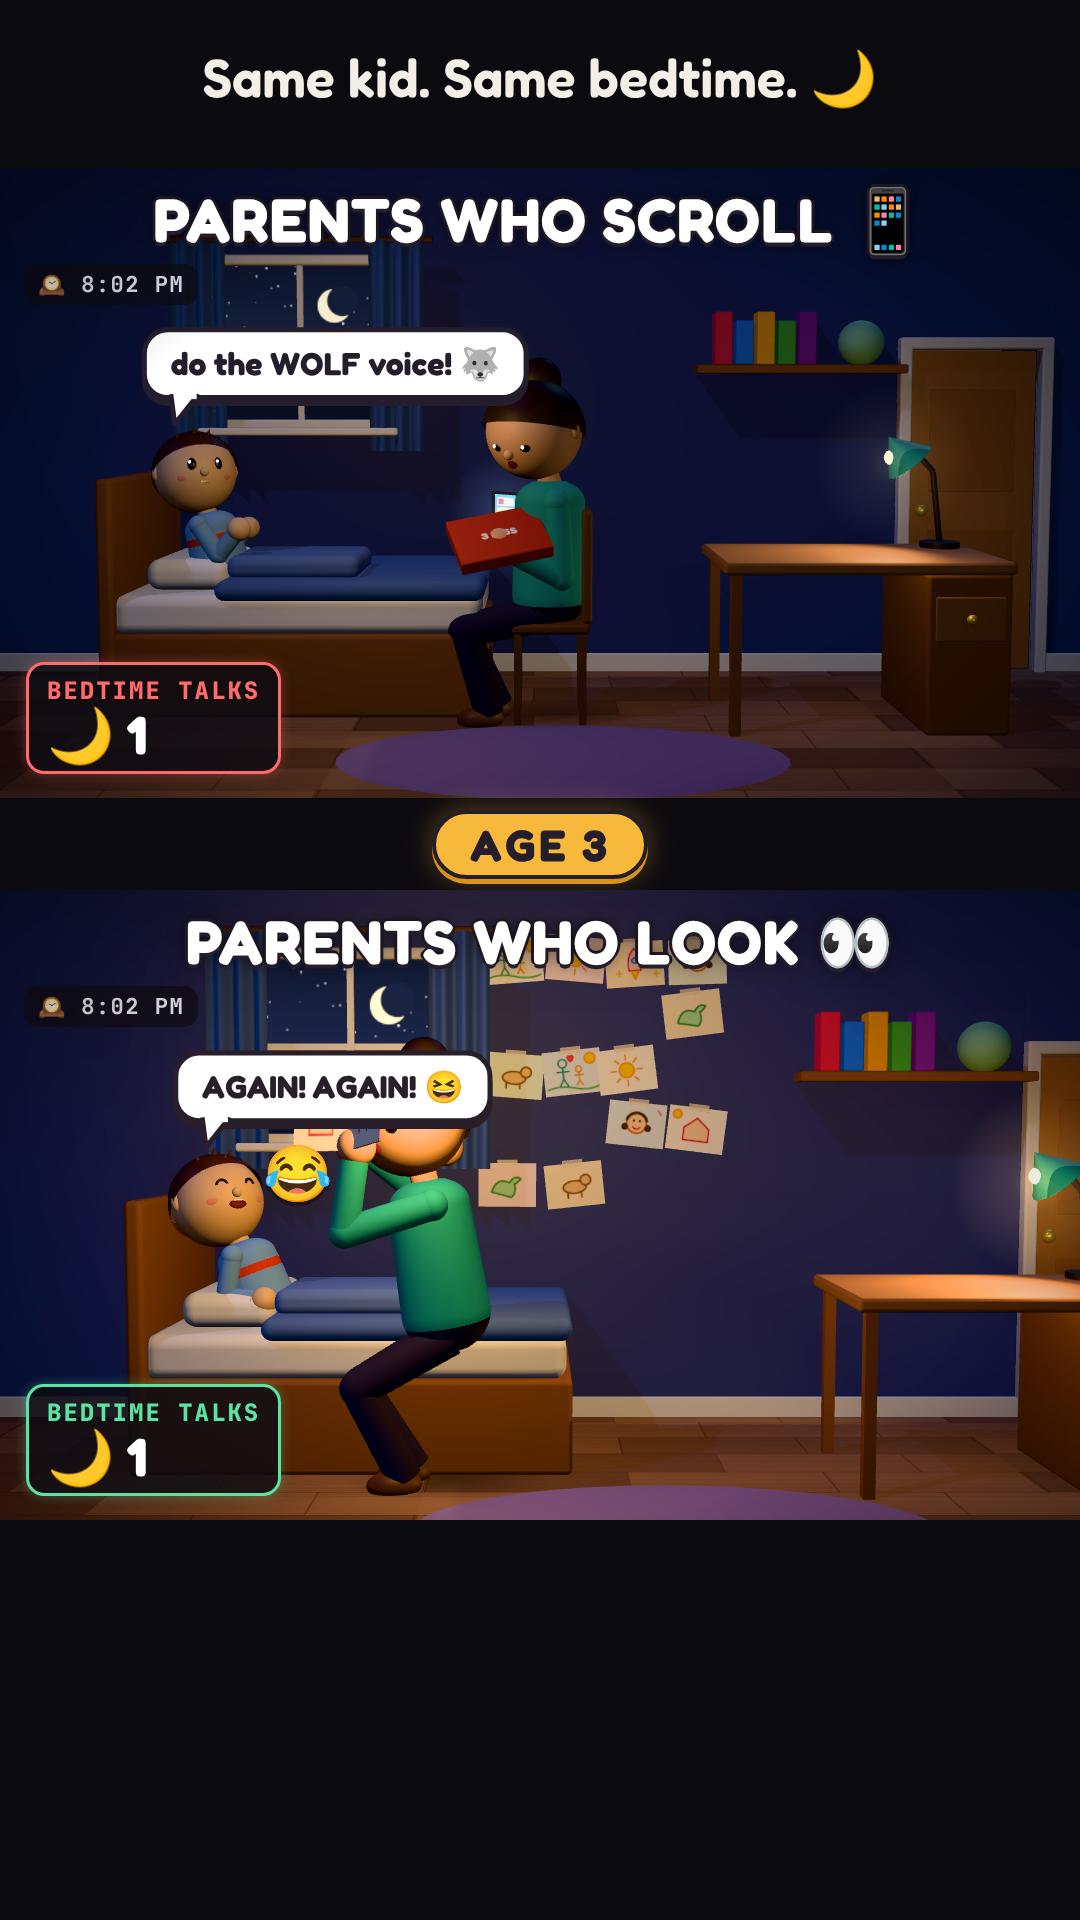 Same kid. Same bedtime. 🌙
PARENTS WHO SCROLL 📱
🕰️ 8:02 PM
do the WOLF voice! 🐺
BEDTIME TALKS
🌙 1
AGE 3
PARENTS WHO LOOK 👀
🕰️ 8:02 PM
AGAIN! AGAIN! 😆
😂
BEDTIME TALKS
🌙 1